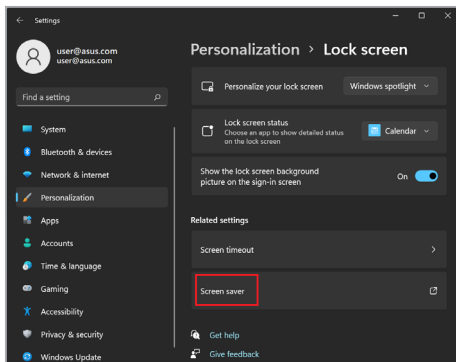 Settings
user@asus.com
user@asus.com
Find a setting
System
Bluetooth & devices
Network & internet
Personalization
Apps
Accounts
Time & language
Gaming
Accessibility
Privacy & security
Windows Update
Personalization > Lock screen
Personalize your lock screen
Windows spotlight
Lock screen status
Choose an app to show detailed status
on the lock screen
Calendar
Show the lock screen background
picture on the sign-in screen
On
Related settings
Screen timeout
Screen saver
Get help
Give feedback